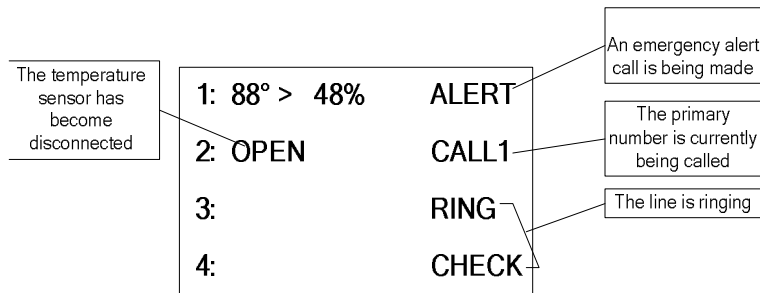 An emergency alert
call is being made
The temperature
sensor has
become
disconnected
1: 88° > 48% ALERT
The primary
number is currently
being called
2: OPEN CALL1
3: RING
The line is ringing
4: CHECK